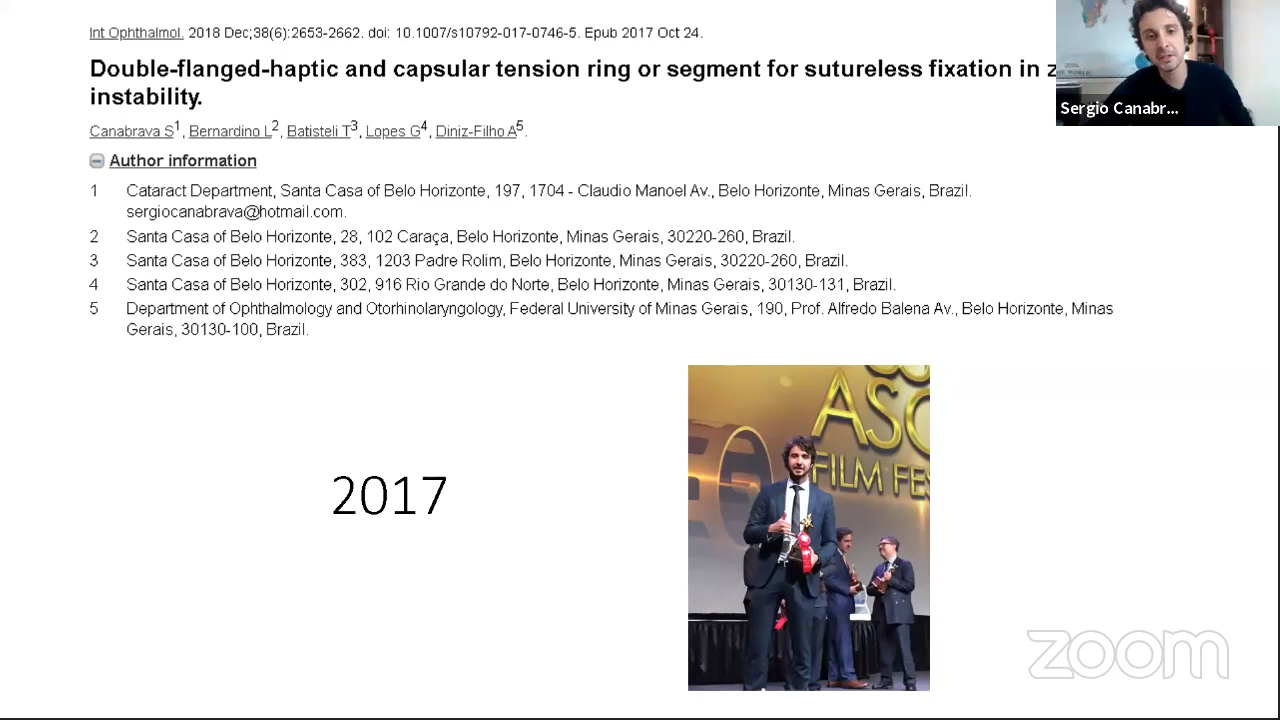 Int Ophthalmol. 2018 Dec;38(6):2653-2662. doi: 10.1007/s10792-017-0746-5. Epub 2017 Oct 24.
Double-flanged-haptic and capsular tension ring or segment for sutureless fixation in
instability.
Canabrava S1, Bernardino L2, Batisteli T3, Lopes G4, Diniz-Filho A5.
Author information
1 Cataract Department, Santa Casa of Belo Horizonte, 197, 1704 - Claudio Manoel Av., Belo Horizonte, Minas Gerais, Brazil.
sergiocanabrava@hotmail.com.
2 Santa Casa of Belo Horizonte, 28, 102 Caraça, Belo Horizonte, Minas Gerais, 30220-260, Brazil.
3 Santa Casa of Belo Horizonte, 383, 1203 Padre Rolim, Belo Horizonte, Minas Gerais, 30220-260, Brazil.
4 Santa Casa of Belo Horizonte, 302, 916 Rio Grande do Norte, Belo Horizonte, Minas Gerais, 30130-131, Brazil.
5 Department of Ophthalmology and Otorhinolaryngology, Federal University of Minas Gerais, 190, Prof. Alfredo Balena Av., Belo Horizonte, Minas
Gerais, 30130-100, Brazil.
Sergio Canabr...
2017
ASC
FILM FES
zoom